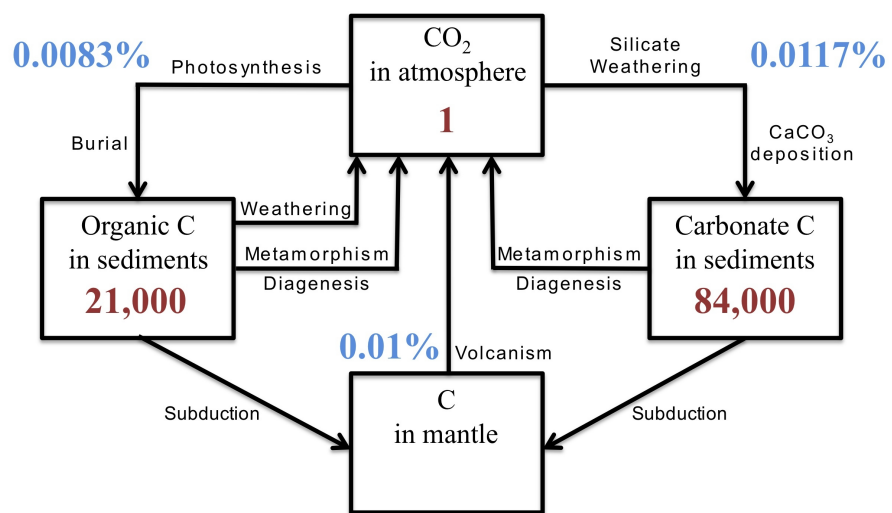 0.0083%
Photosynthesis
Burial
CO₂
in atmosphere
1
Silicate
Weathering
0.0117%
CaCO₃
deposition
Organic C
in sediments
21,000
Weathering
Metamorphism
Diagenesis
Metamorphism
Diagenesis
Carbonate C
in sediments
84,000
0.01%
Volcanism
Subduction
C
in mantle
Subduction